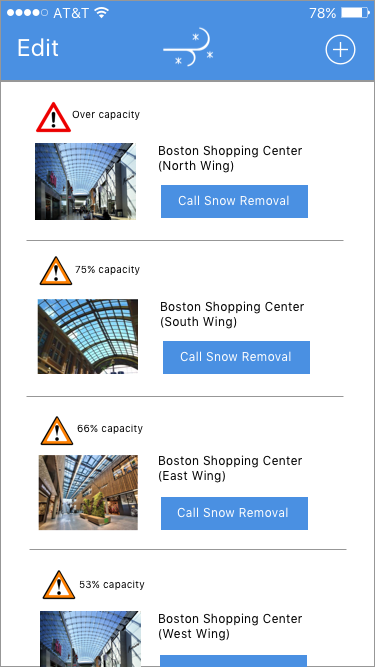 AT&T
78%
Edit
Over capacity
Boston Shopping Center
(North Wing)
Call Snow Removal
75% capacity
Boston Shopping Center
(South Wing)
Call Snow Removal
66% capacity
Boston Shopping Center
(East Wing)
Call Snow Removal
53% capacity
Boston Shopping Center
(West Wing)